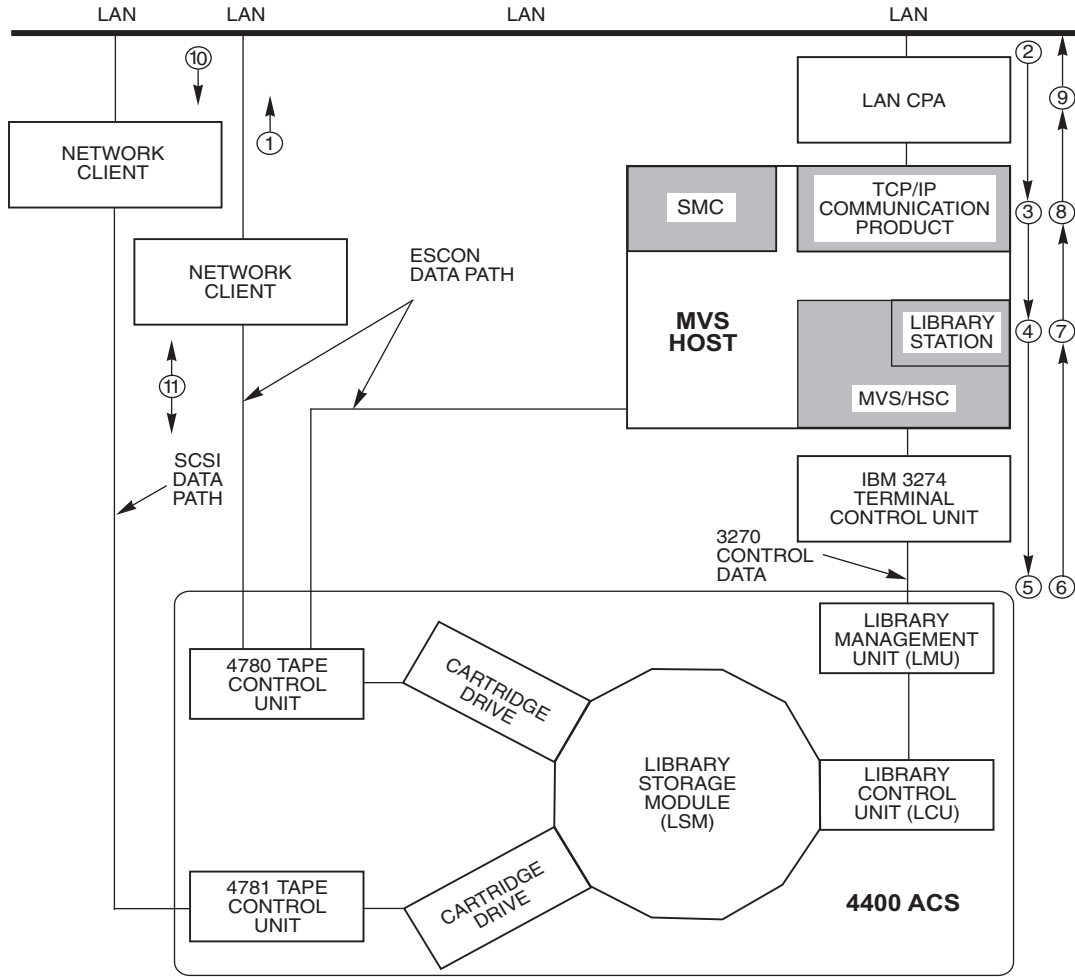 LAN
LAN
LAN
LAN
10
1
2
9
LAN CPA
NETWORK
CLIENT
SMC
TCP/IP
COMMUNICATION
PRODUCT
3
8
NETWORK
CLIENT
ESCON
DATA PATH
MVS
HOST
LIBRARY
STATION
4
7
MVS/HSC
11
SCSI
DATA
PATH
IBM 3274
TERMINAL
CONTROL UNIT
3270
CONTROL
DATA
5
6
4780 TAPE
CONTROL
UNIT
CARTRIDGE
DRIVE
LIBRARY
MANAGEMENT
UNIT (LMU)
LIBRARY
STORAGE
MODULE
(LSM)
LIBRARY
CONTROL
UNIT (LCU)
4781 TAPE
CONTROL
UNIT
CARTRIDGE
DRIVE
4400 ACS